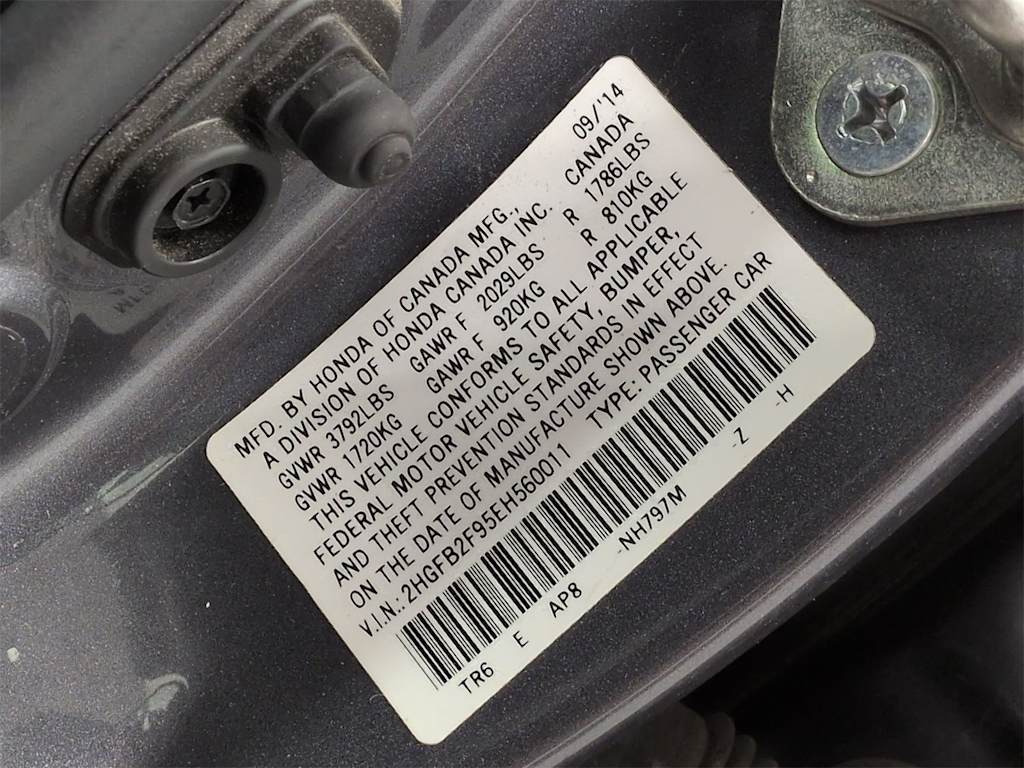 MFD. BY HONDA OF CANADA MFG., 09/'14
A DIVISION OF HONDA CANADA INC. CANADA
GVWR 3792LBS GAWR F 2029LBS R 1786LBS
GVWR 1720KG GAWR F 920KG R 810KG
THIS VEHICLE CONFORMS TO ALL APPLICABLE
FEDERAL MOTOR VEHICLE SAFETY, BUMPER,
AND THEFT PREVENTION STANDARDS IN EFFECT
ON THE DATE OF MANUFACTURE SHOWN ABOVE.
V.I.N.: 2HGFB2F95EH560011 TYPE: PASSENGER CAR
TR6 E AP8 -NH797M -Z -H